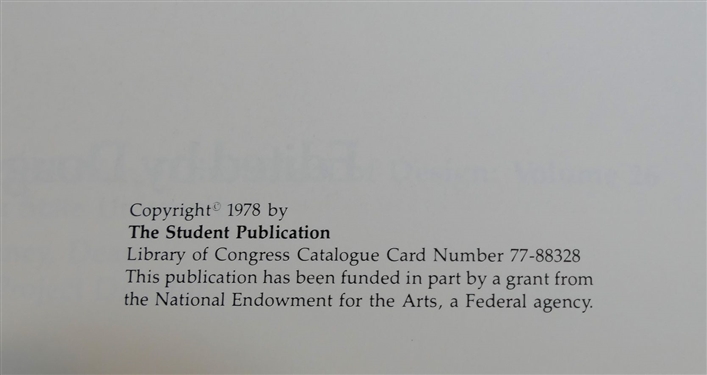 Copyright© 1978 by
The Student Publication
Library of Congress Catalogue Card Number 77-88328
This publication has been funded in part by a grant from
the National Endowment for the Arts, a Federal agency.